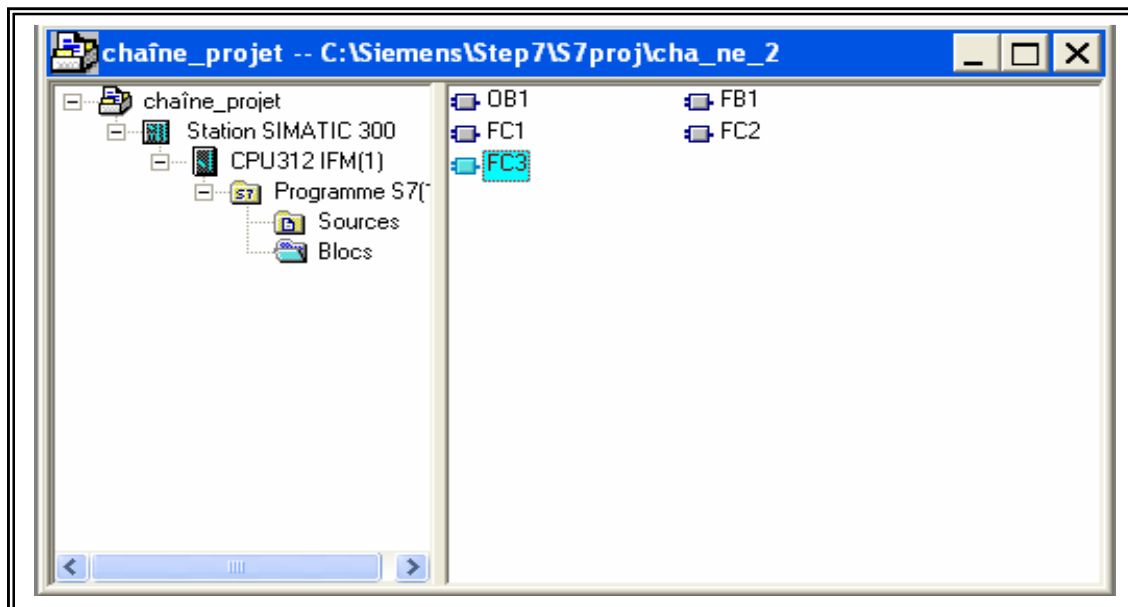 chaîne_projet -- C:\Siemens\Step7\S7proj\cha_ne_2
chaîne_projet
Station SIMATIC 300
CPU312 IFM(1)
Programme S7(
Sources
Blocs
OB1 FB1
FC1 FC2
FC3